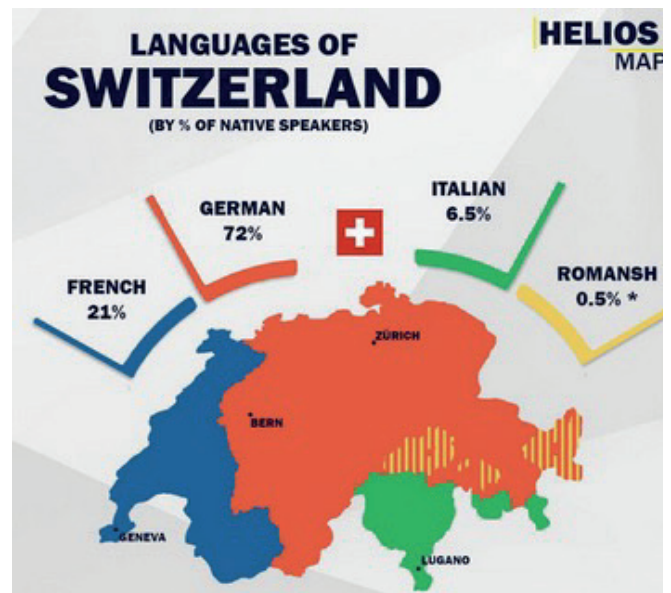 LANGUAGES OF
SWITZERLAND
(BY % OF NATIVE SPEAKERS)
HELIOS
MAP
GERMAN
72%
ITALIAN
6.5%
FRENCH
21%
ROMANSH
0.5% *
ZÜRICH
BERN
GENEVA
LUGANO